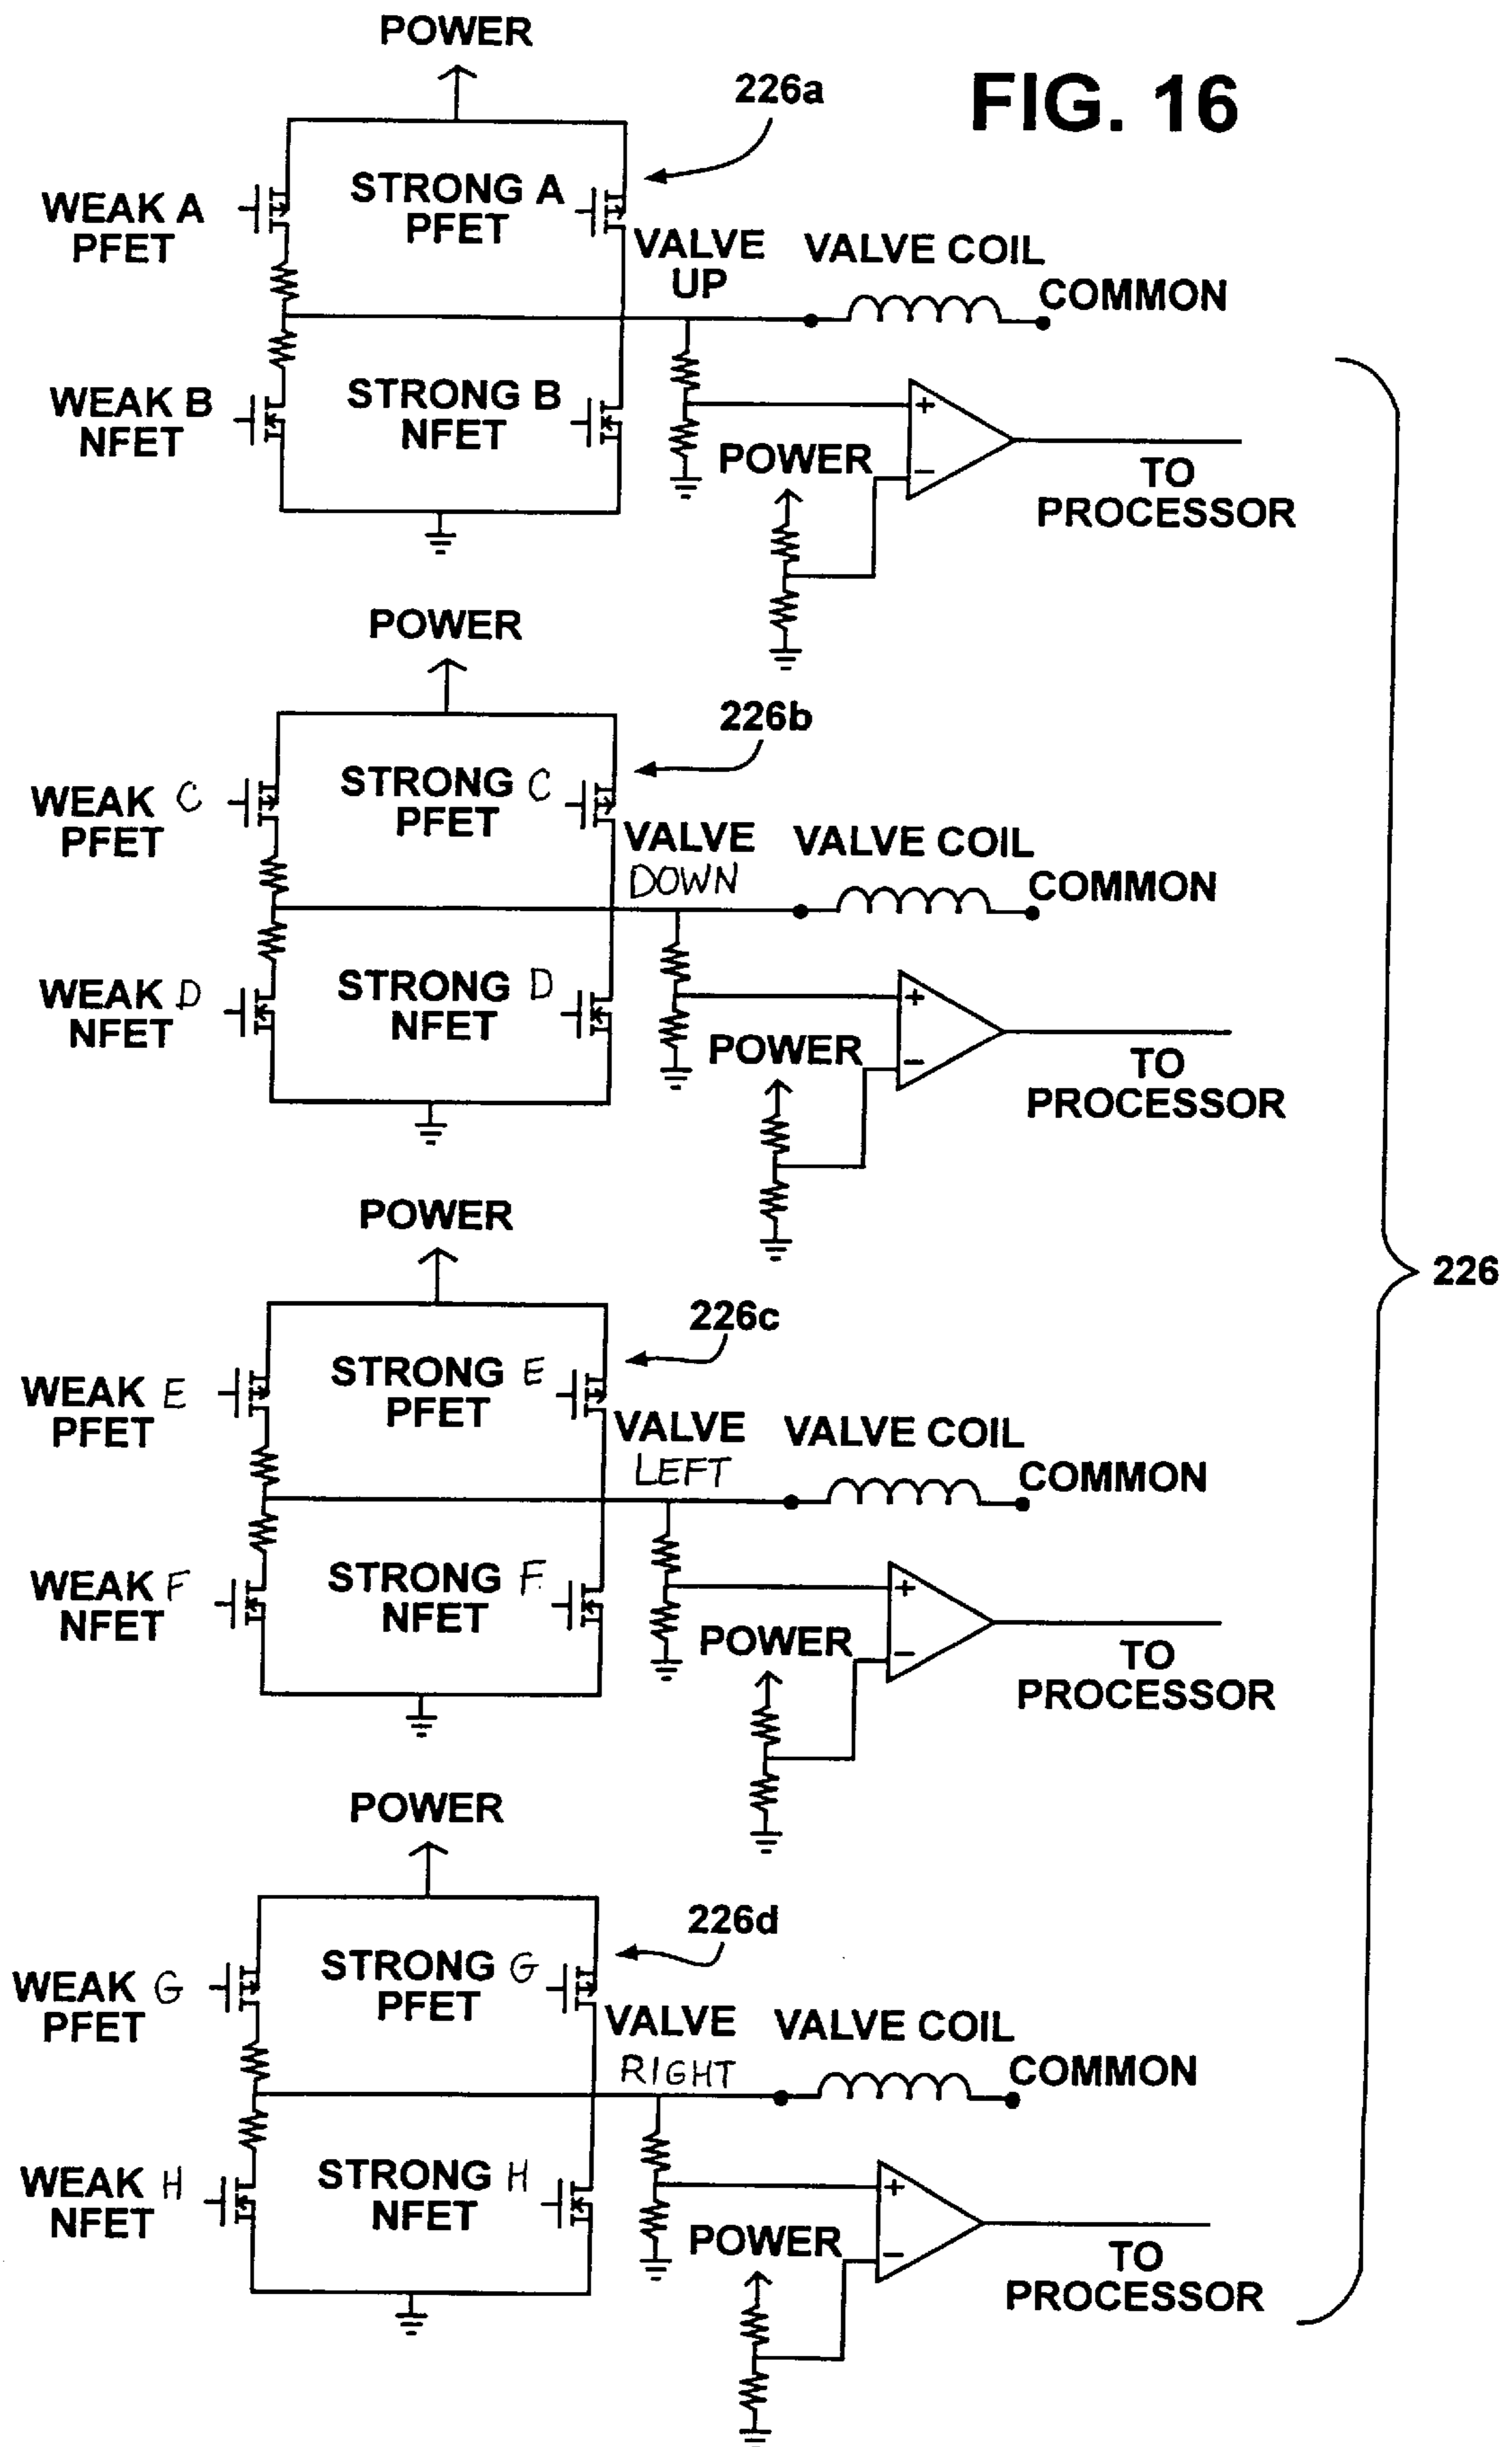 POWER
226a
FIG. 16
WEAK A
PFET
STRONG A
PFET
VALVE
UP
VALVE COIL
COMMON
WEAK B
NFET
STRONG B
NFET
POWER
+
−
TO
PROCESSOR
POWER
226b
WEAK C
PFET
STRONG C
PFET
VALVE
DOWN
VALVE COIL
COMMON
WEAK D
NFET
STRONG D
NFET
POWER
+
−
TO
PROCESSOR
POWER
226
226c
WEAK E
PFET
STRONG E
PFET
VALVE
LEFT
VALVE COIL
COMMON
WEAK F
NFET
STRONG F
NFET
POWER
+
−
TO
PROCESSOR
POWER
226d
WEAK G
PFET
STRONG G
PFET
VALVE
RIGHT
VALVE COIL
COMMON
WEAK H
NFET
STRONG H
NFET
POWER
+
−
TO
PROCESSOR